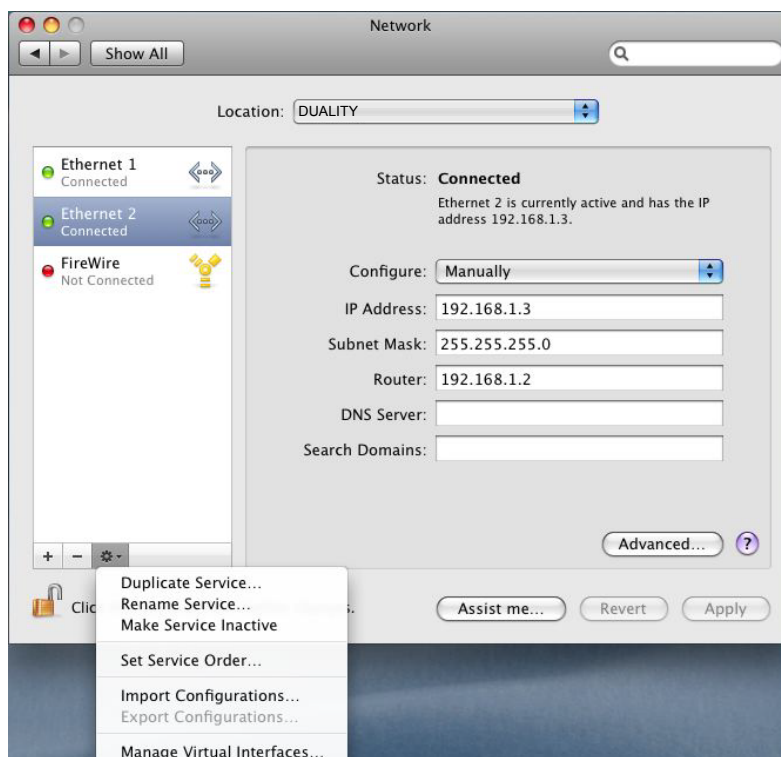 Network
Show All
Location: DUALITY
Ethernet 1
Connected
Ethernet 2
Connected
FireWire
Not Connected
Status: Connected
Ethernet 2 is currently active and has the IP
address 192.168.1.3.
Configure: Manually
IP Address: 192.168.1.3
Subnet Mask: 255.255.255.0
Router: 192.168.1.2
DNS Server:
Search Domains:
+ −
Advanced... ?
Assist me... Revert Apply
Duplicate Service...
Rename Service...
Make Service Inactive
Set Service Order...
Import Configurations...
Export Configurations...
Manage Virtual Interfaces...